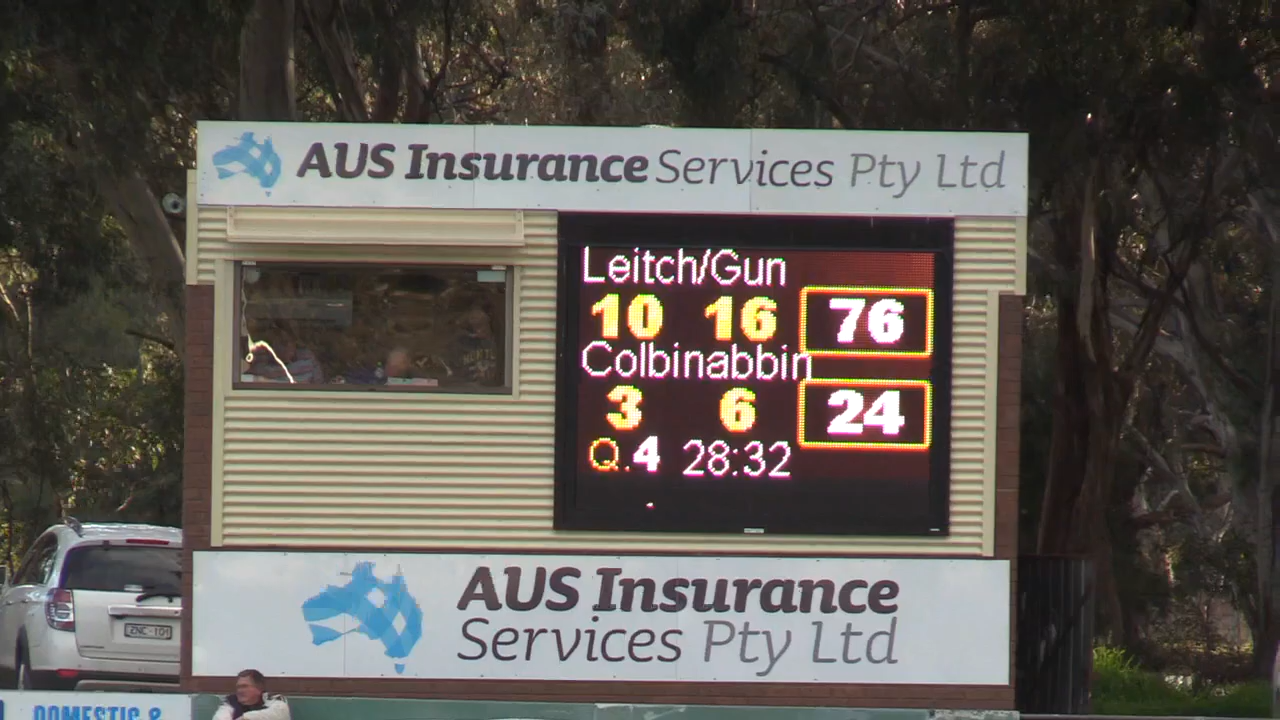 AUS Insurance Services Pty Ltd
Leitch/Gun
10 16 76
Colbinabbin
3 6 24
Q.4 28:32
AUS Insurance
Services Pty Ltd
ZNC-101
DOMESTIC &